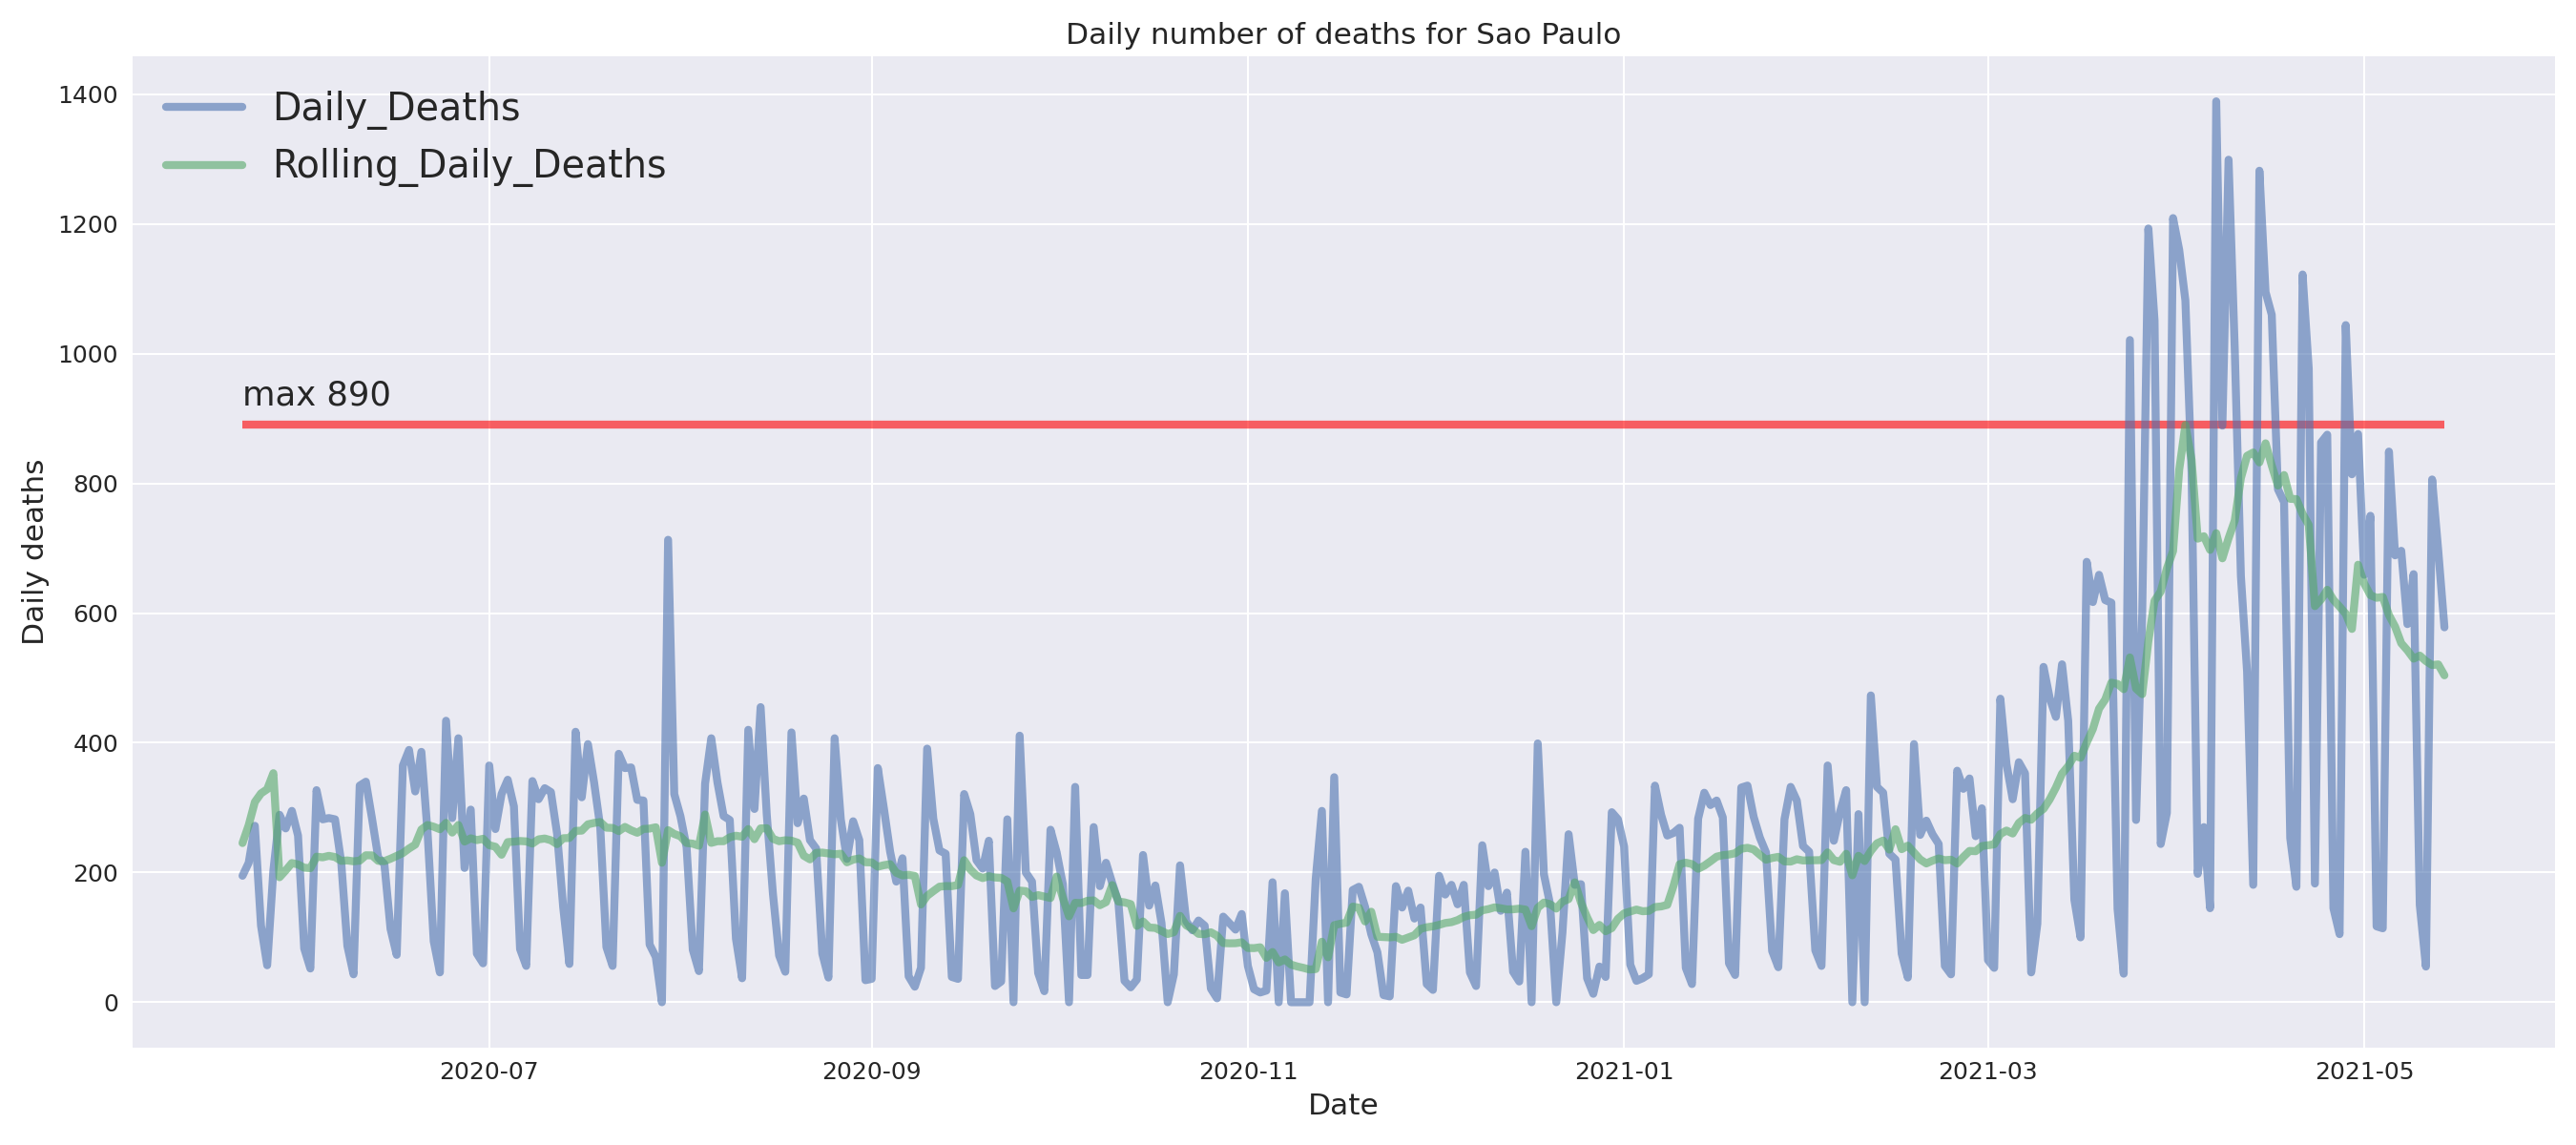 Daily number of deaths for Sao Paulo
Daily_Deaths
Rolling_Daily_Deaths
max 890
Daily deaths
1400
1200
1000
800
600
400
200
0
2020-07
2020-09
2020-11
2021-01
2021-03
2021-05
Date